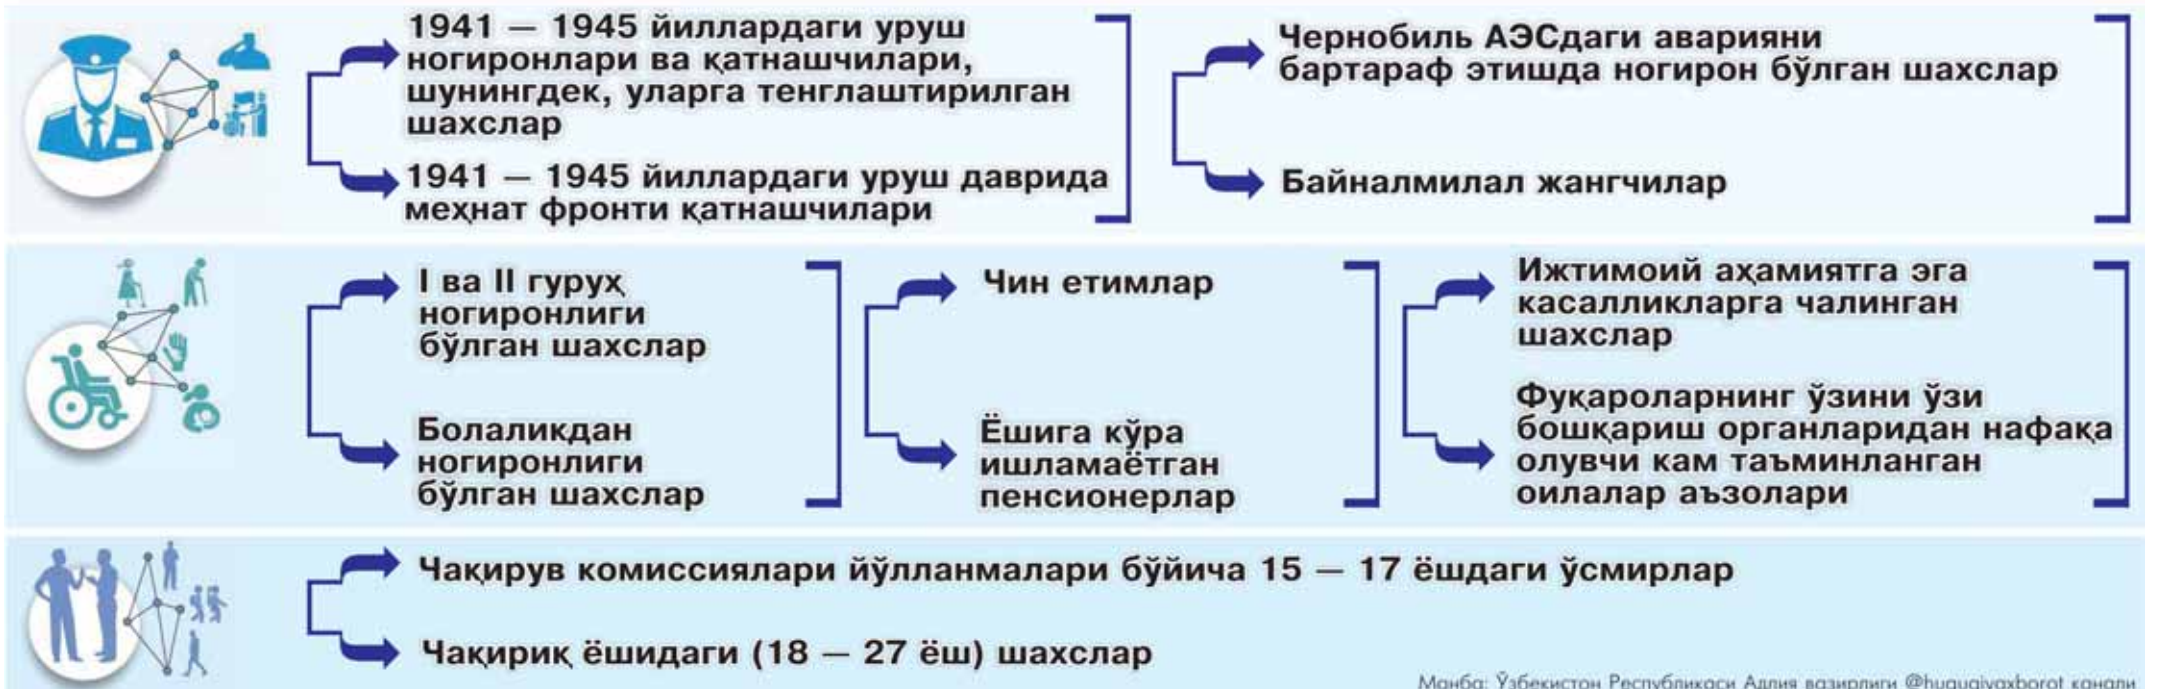 1941 — 1945 йиллардаги уруш
ногиронлари ва қатнашчилари,
шунингдек, уларга тенглаштирилган
шахслар
1941 — 1945 йиллардаги уруш даврида
меҳнат фронти қатнашчилари
Чернобиль АЭСдаги аварияни
бартараф этишда ногирон бўлган шахслар
Байналмилал жангчилар
I ва II гуруҳ
ногиронлиги
бўлган шахслар
Болаликдан
ногиронлиги
бўлган шахслар
Чин етимлар
Ёшига кўра
ишламаётган
пенсионерлар
Ижтимоий аҳамиятга эга
касалликларга чалинган
шахслар
Фуқароларнинг ўзини ўзи
бошқариш органларидан нафақа
олувчи кам таъминланган
оилалар аъзолари
Чақирув комиссиялари йўлланмалари бўйича 15 — 17 ёшдаги ўсмирлар
Чақириқ ёшидаги (18 — 27 ёш) шахслар
Манба: Ўзбекистон Республикаси Адлия вазирлиги @huquqiyaxborot канали